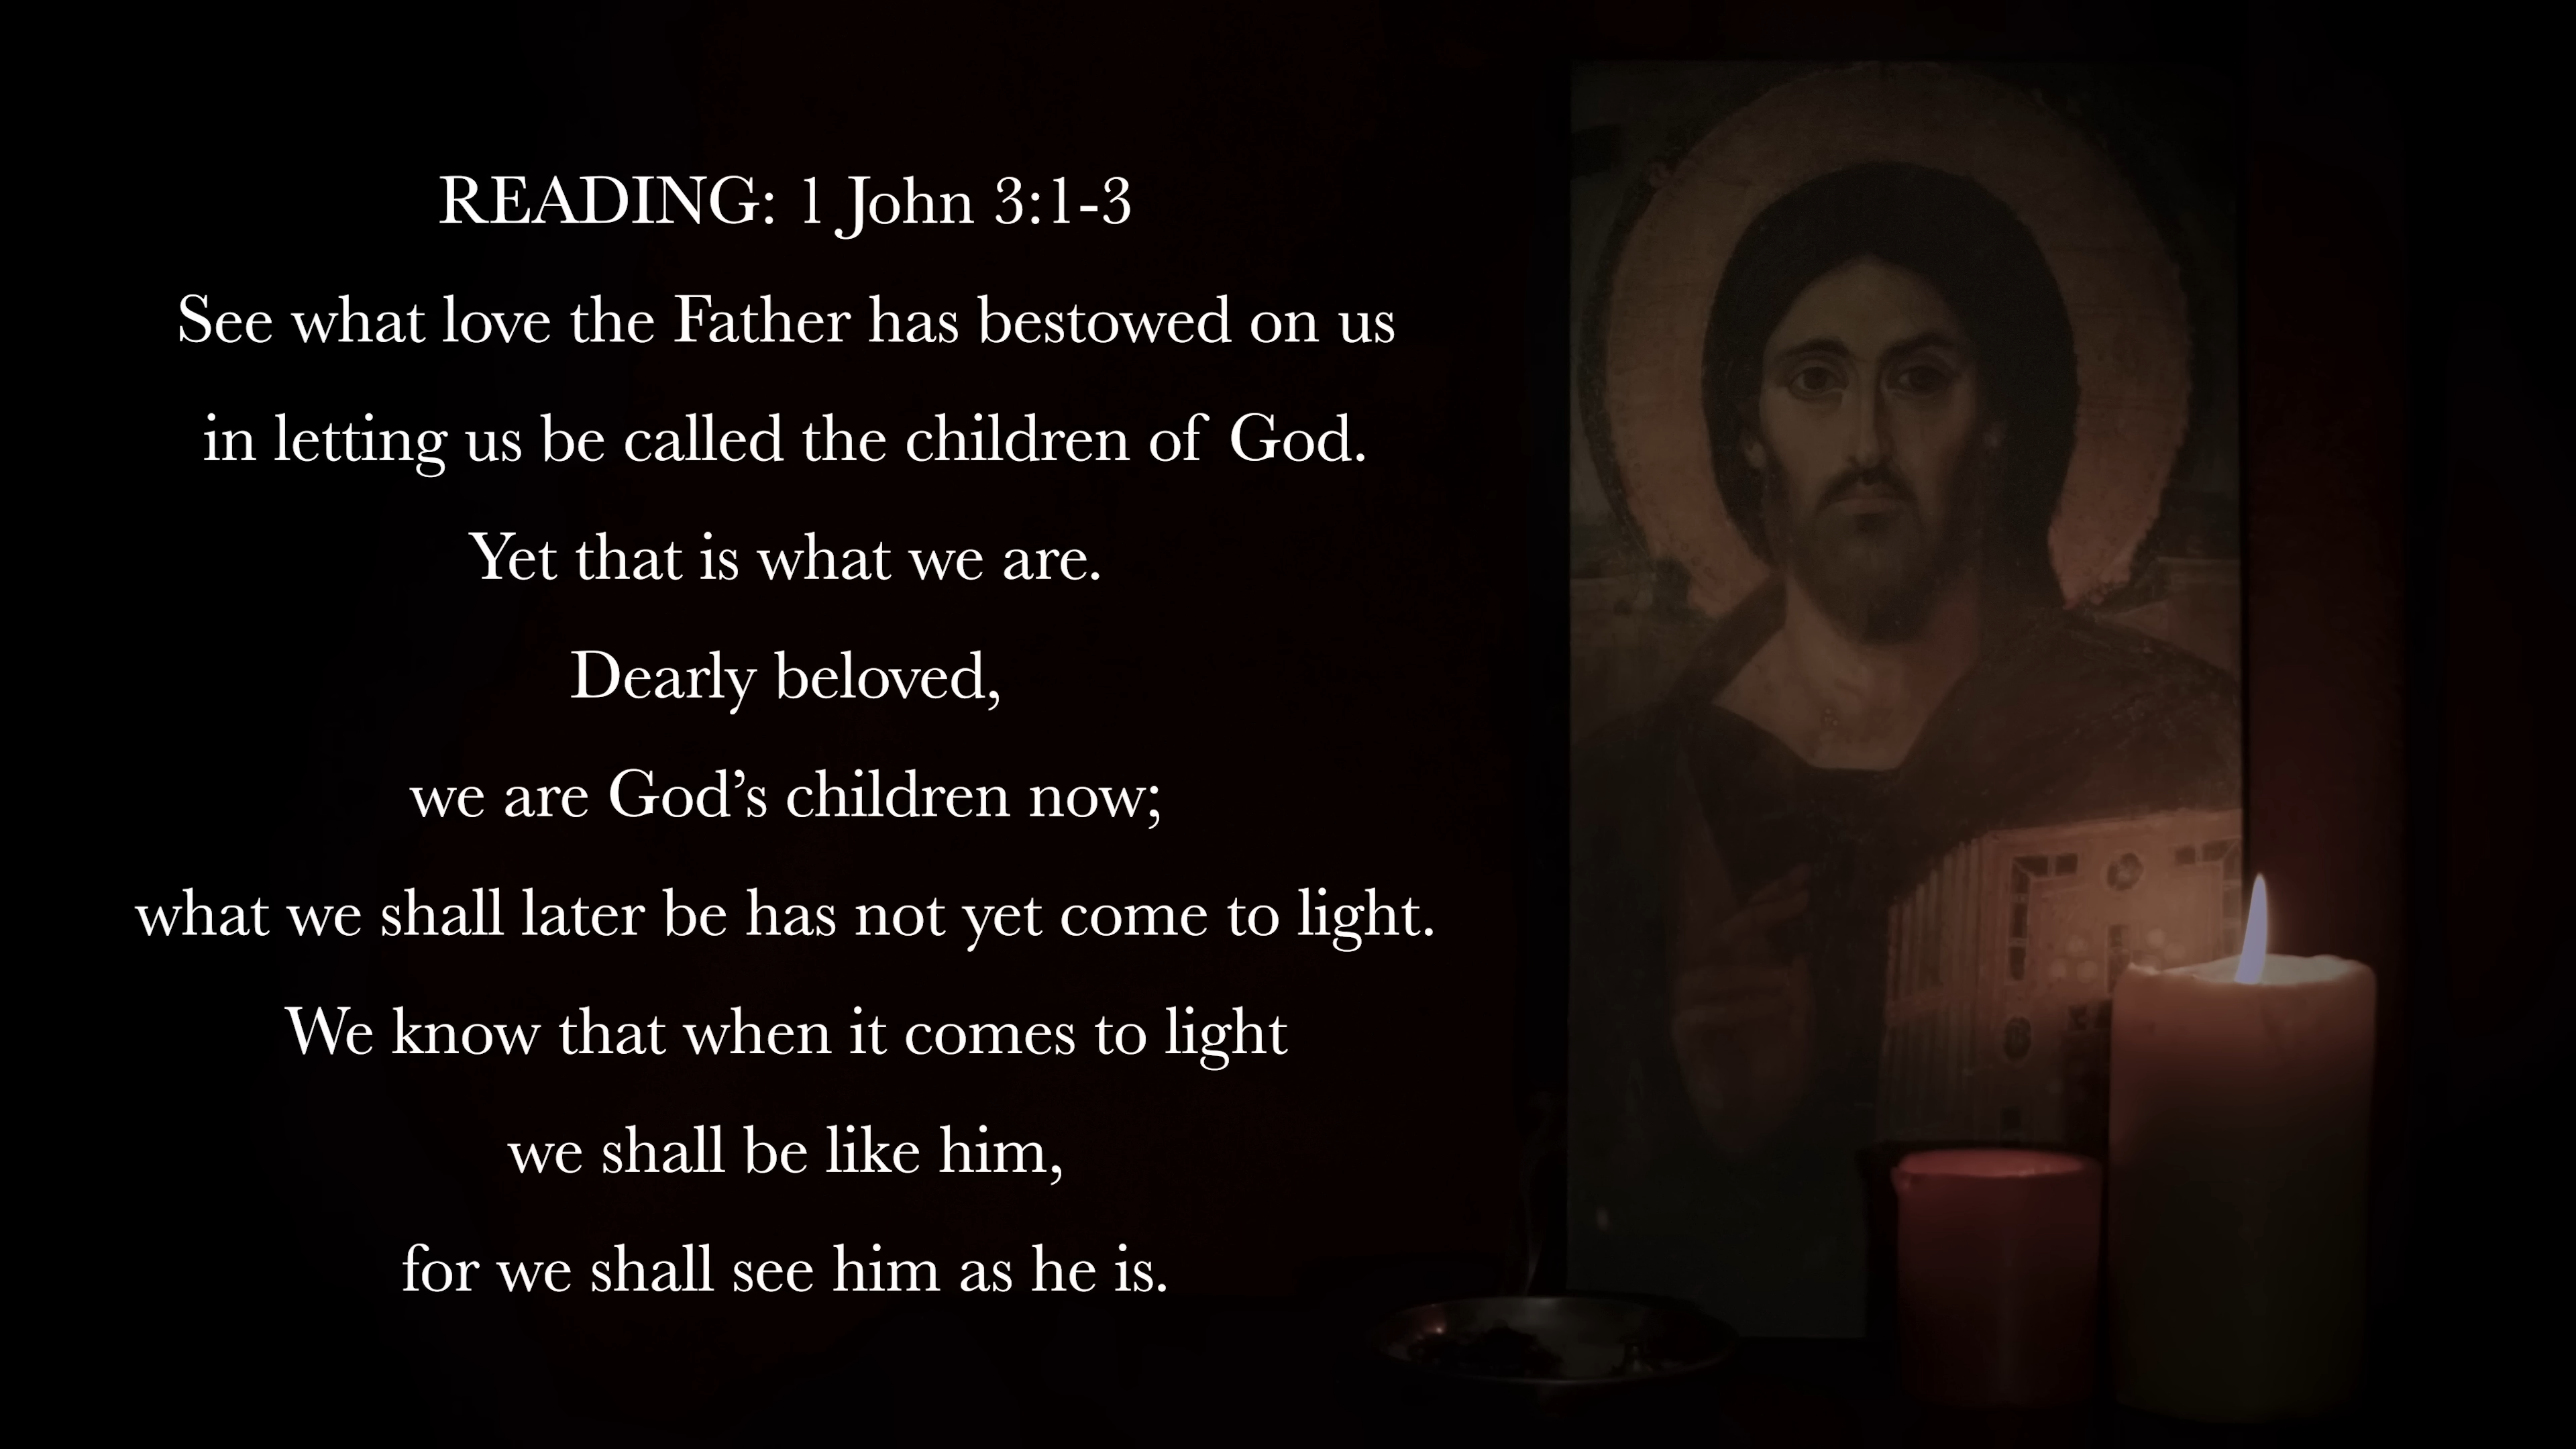 READING: 1 John 3:1-3
See what love the Father has bestowed on us
in letting us be called the children of God.
Yet that is what we are.
Dearly beloved,
we are God’s children now;
what we shall later be has not yet come to light.
We know that when it comes to light
we shall be like him,
for we shall see him as he is.